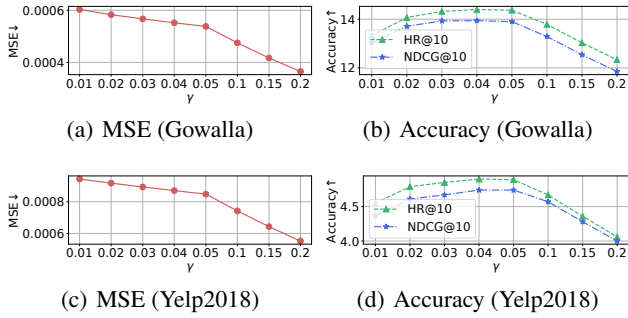 0.0006
0.0004
MSE↓
0.01 0.02 0.03 0.04 0.05 0.1 0.15 0.2
γ
(a) MSE (Gowalla)
14
12
Accuracy↑
HR@10
NDCG@10
0.01 0.02 0.03 0.04 0.05 0.1 0.15 0.2
γ
(b) Accuracy (Gowalla)
0.0008
0.0006
MSE↓
0.01 0.02 0.03 0.04 0.05 0.1 0.15 0.2
γ
(c) MSE (Yelp2018)
4.5
4.0
Accuracy↑
HR@10
NDCG@10
0.01 0.02 0.03 0.04 0.05 0.1 0.15 0.2
γ
(d) Accuracy (Yelp2018)